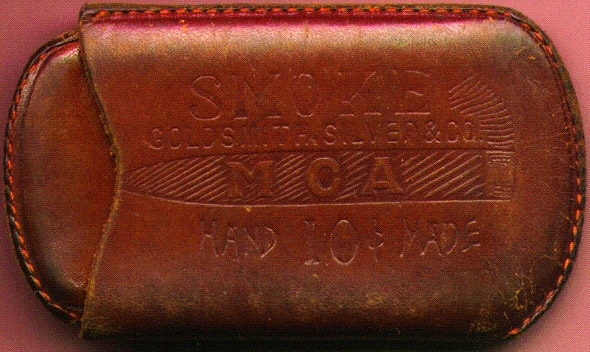 SMOKE
GOLDSMITH, SILVER & CO.
MCA
HAND 10¢ MADE